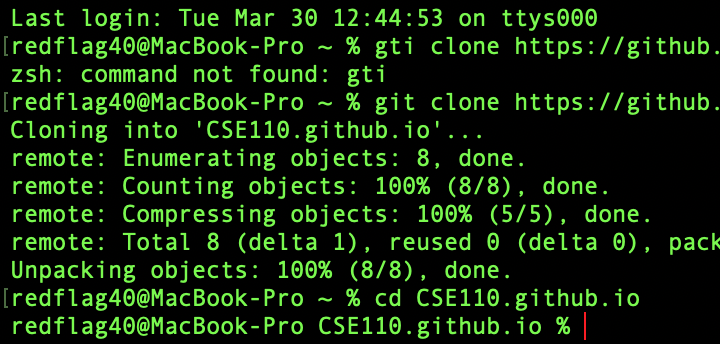 Last login: Tue Mar 30 12:44:53 on ttys000
[redflag40@MacBook-Pro ~ % gti clone https://github.
zsh: command not found: gti
[redflag40@MacBook-Pro ~ % git clone https://github.
Cloning into 'CSE110.github.io'...
remote: Enumerating objects: 8, done.
remote: Counting objects: 100% (8/8), done.
remote: Compressing objects: 100% (5/5), done.
remote: Total 8 (delta 1), reused 0 (delta 0), pack
Unpacking objects: 100% (8/8), done.
[redflag40@MacBook-Pro ~ % cd CSE110.github.io
redflag40@MacBook-Pro CSE110.github.io %